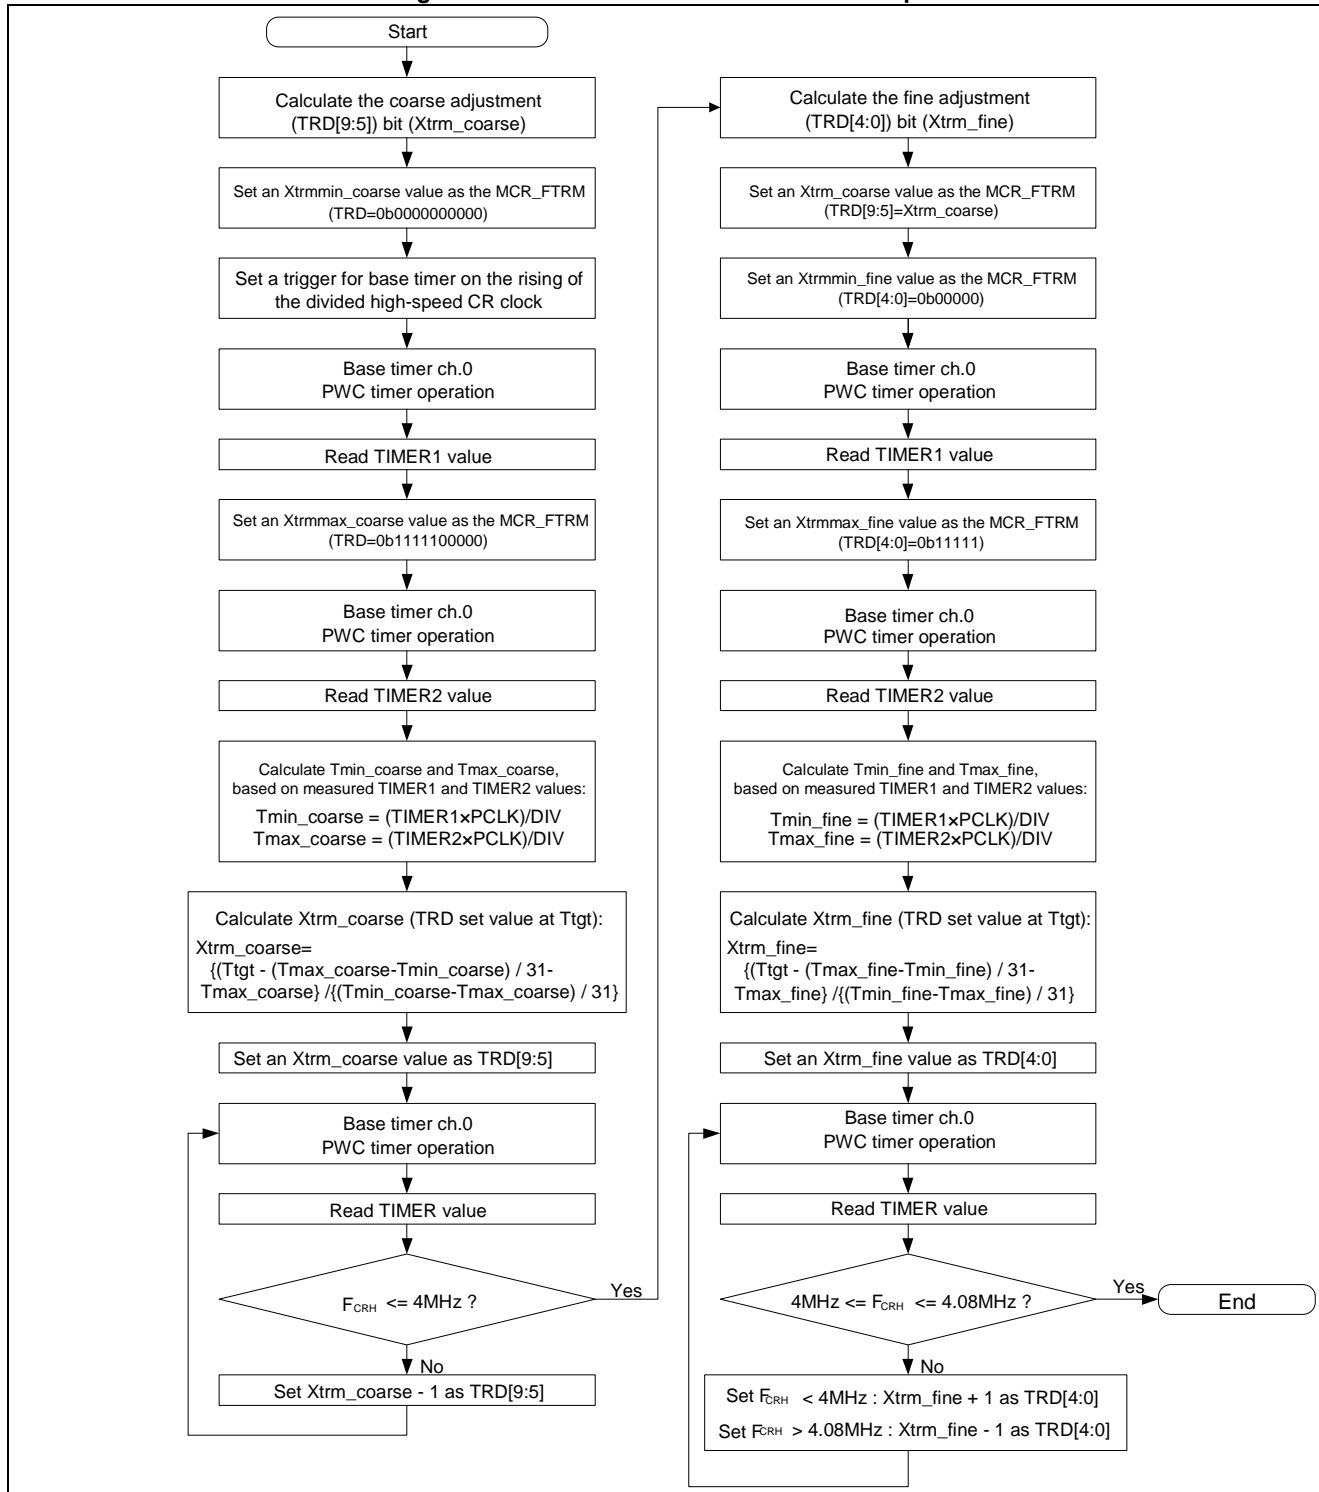 Start
Calculate the coarse adjustment
(TRD[9:5]) bit (Xtrm_coarse)
Set an Xtrmmin_coarse value as the MCR_FTRM
(TRD=0b0000000000)
Set a trigger for base timer on the rising of
the divided high-speed CR clock
Base timer ch.0
PWC timer operation
Read TIMER1 value
Set an Xtrmmax_coarse value as the MCR_FTRM
(TRD=0b1111100000)
Base timer ch.0
PWC timer operation
Read TIMER2 value
Calculate Tmin_coarse and Tmax_coarse,
based on measured TIMER1 and TIMER2 values:
Tmin_coarse = (TIMER1×PCLK)/DIV
Tmax_coarse = (TIMER2×PCLK)/DIV
Calculate Xtrm_coarse (TRD set value at Ttgt):
Xtrm_coarse=
{(Ttgt - (Tmax_coarse-Tmin_coarse) / 31-
Tmax_coarse} /{(Tmin_coarse-Tmax_coarse) / 31}
Set an Xtrm_coarse value as TRD[9:5]
Base timer ch.0
PWC timer operation
Read TIMER value
FCRH <= 4MHz ?
Yes
No
Set Xtrm_coarse - 1 as TRD[9:5]
Calculate the fine adjustment
(TRD[4:0]) bit (Xtrm_fine)
Set an Xtrm_coarse value as the MCR_FTRM
(TRD[9:5]=Xtrm_coarse)
Set an Xtrmmin_fine value as the MCR_FTRM
(TRD[4:0]=0b00000)
Base timer ch.0
PWC timer operation
Read TIMER1 value
Set an Xtrmmax_fine value as the MCR_FTRM
(TRD[4:0]=0b11111)
Base timer ch.0
PWC timer operation
Read TIMER2 value
Calculate Tmin_fine and Tmax_fine,
based on measured TIMER1 and TIMER2 values:
Tmin_fine = (TIMER1×PCLK)/DIV
Tmax_fine = (TIMER2×PCLK)/DIV
Calculate Xtrm_fine (TRD set value at Ttgt):
Xtrm_fine=
{(Ttgt - (Tmax_fine-Tmin_fine) / 31-
Tmax_fine} /{(Tmin_fine-Tmax_fine) / 31}
Set an Xtrm_fine value as TRD[4:0]
Base timer ch.0
PWC timer operation
Read TIMER value
4MHz <= FCRH <= 4.08MHz ?
Yes
End
No
Set FCRH < 4MHz : Xtrm_fine + 1 as TRD[4:0]
Set FCRH > 4.08MHz : Xtrm_fine - 1 as TRD[4:0]